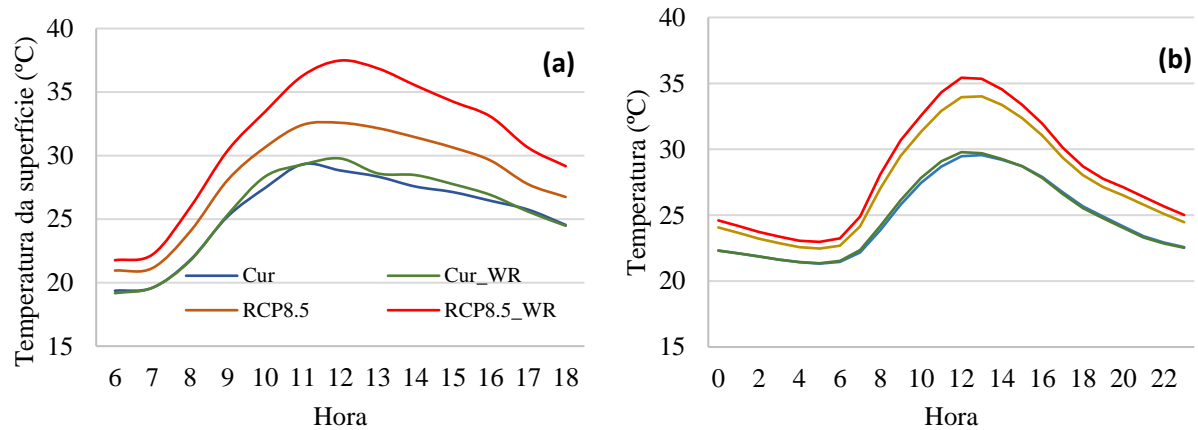 Temperatura da superfície (ºC)
40
35
30
25
20
15
(a)
Cur
Cur_WR
RCP8.5
RCP8.5_WR
6 7 8 9 10 11 12 13 14 15 16 17 18
Hora
Temperatura (ºC)
40
35
30
25
20
15
(b)
0 2 4 6 8 10 12 14 16 18 20 22
Hora